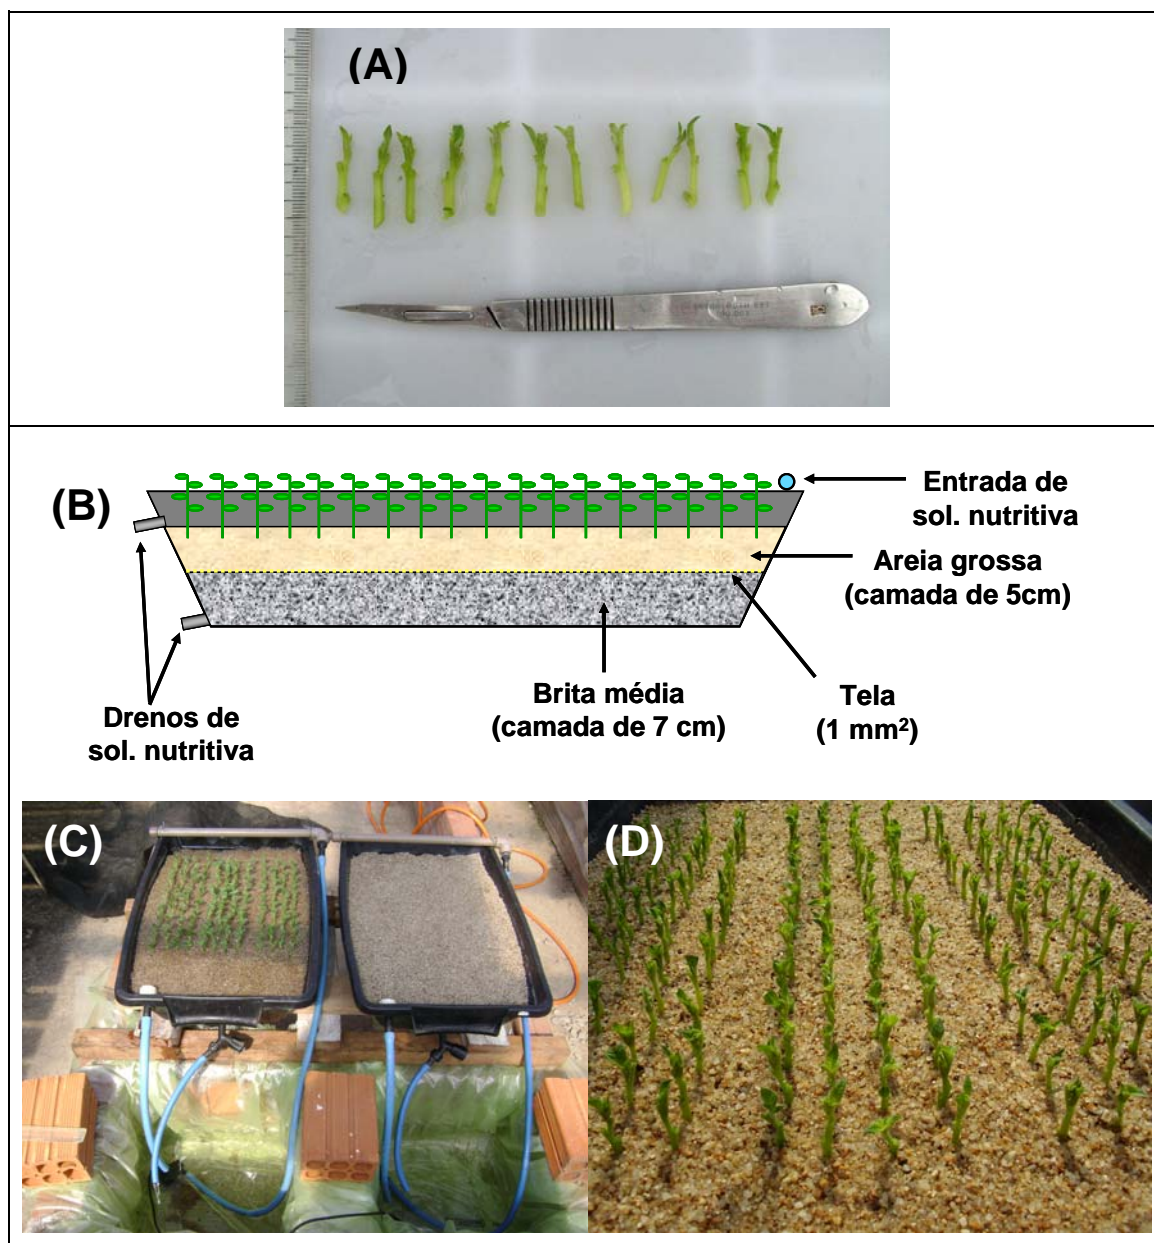 (A)
(B)
Entrada de
sol. nutritiva
Areia grossa
(camada de 5cm)
Tela
(1 mm²)
Brita média
(camada de 7 cm)
Drenos de
sol. nutritiva
(C)
(D)